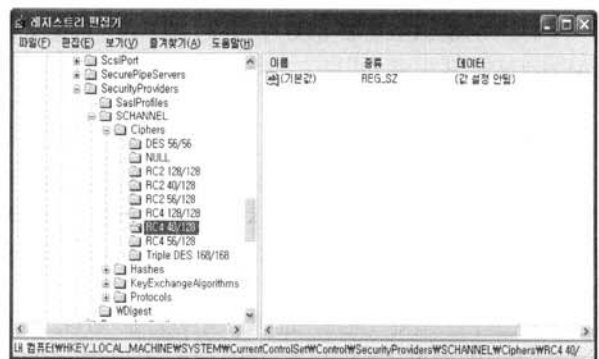 레지스트리 편집기
파일(F) 편집(E) 보기(V) 즐겨찾기(A) 도움말(H)
ScsiPort
SecurePipeServers
SecurityProviders
SaslProfiles
SCHANNEL
Ciphers
DES 56/56
NULL
RC2 128/128
RC2 40/128
RC2 56/128
RC4 128/128
RC4 40/128
RC4 56/128
Triple DES 168/168
Hashes
KeyExchangeAlgorithms
Protocols
WDigest
이름 종류 데이터
(기본값) REG_SZ (값 설정 안됨)
내 컴퓨터₩HKEY_LOCAL_MACHINE₩SYSTEM₩CurrentControlSet₩Control₩SecurityProviders₩SCHANNEL₩Ciphers₩RC4 40/